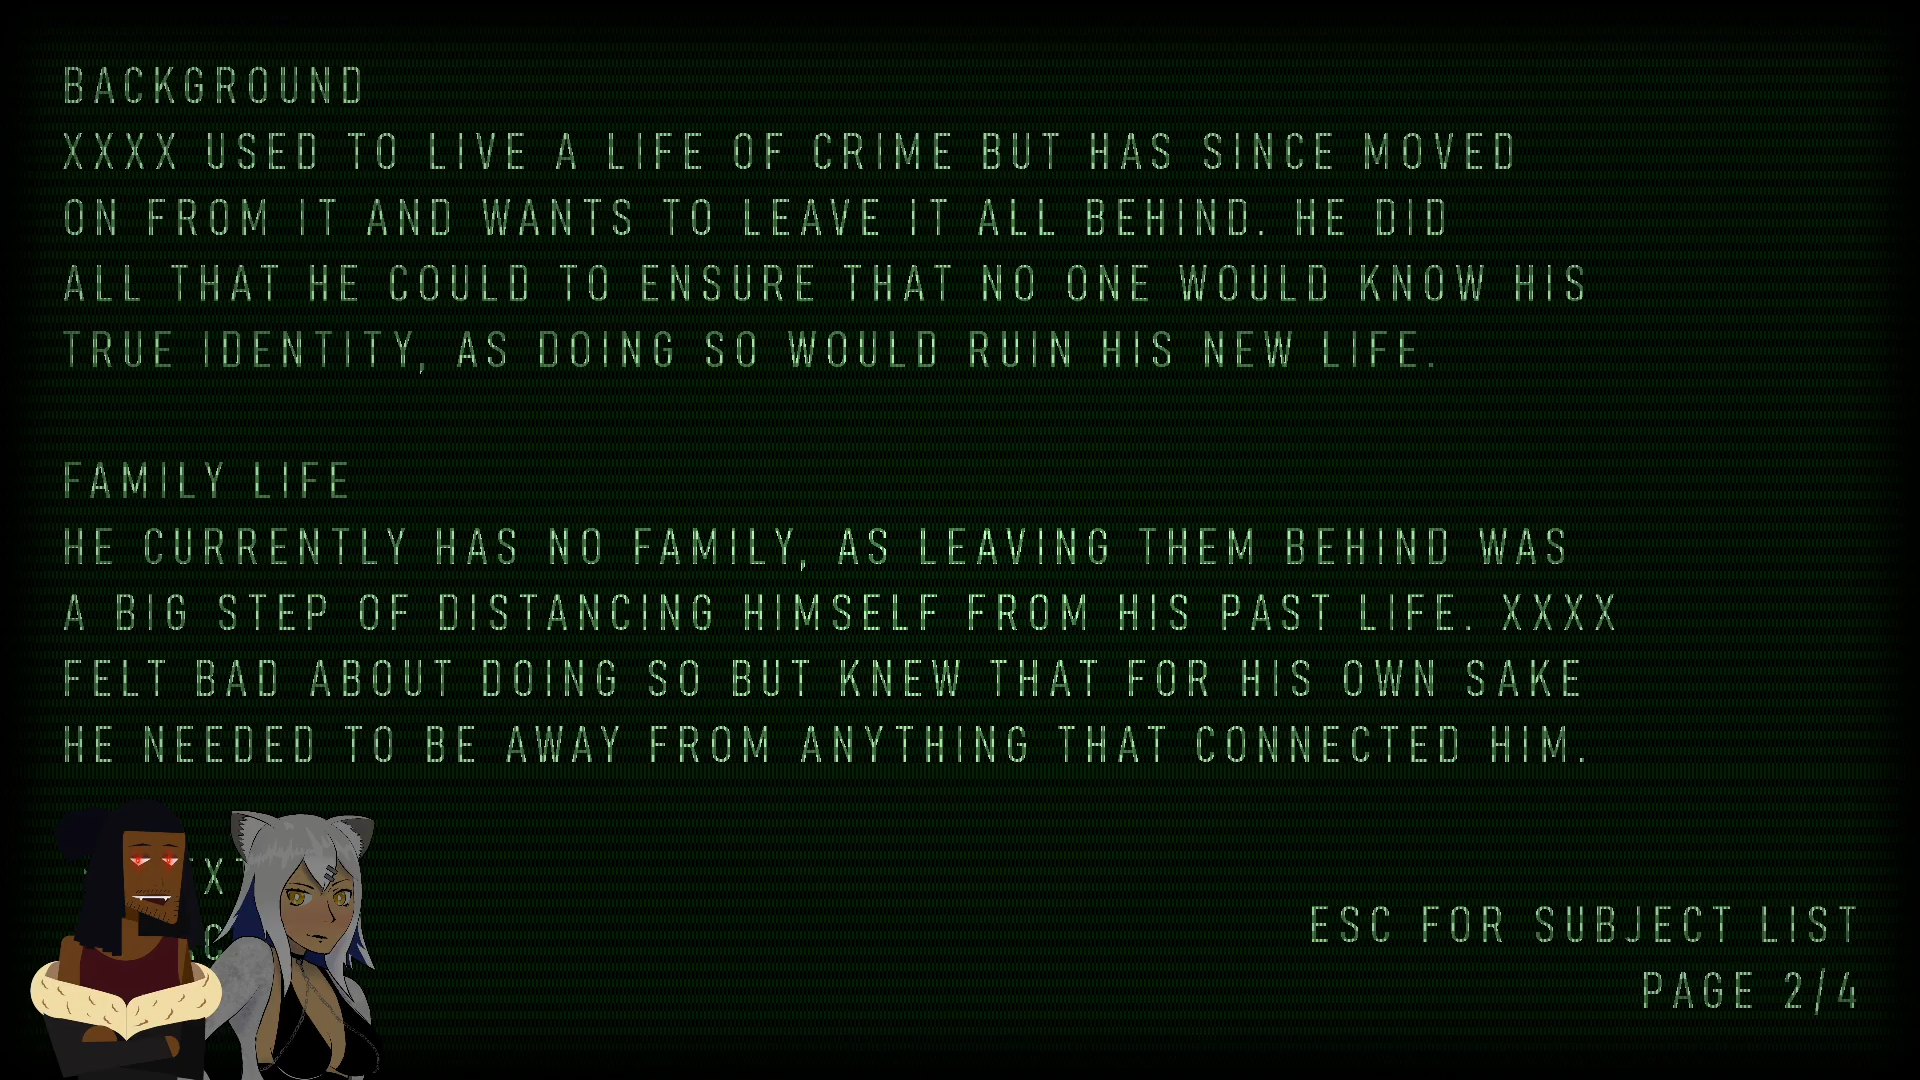 BACKGROUND
XXXX USED TO LIVE A LIFE OF CRIME BUT HAS SINCE MOVED
ON FROM IT AND WANTS TO LEAVE IT ALL BEHIND. HE DID
ALL THAT HE COULD TO ENSURE THAT NO ONE WOULD KNOW HIS
TRUE IDENTITY, AS DOING SO WOULD RUIN HIS NEW LIFE.
FAMILY LIFE
HE CURRENTLY HAS NO FAMILY, AS LEAVING THEM BEHIND WAS
A BIG STEP OF DISTANCING HIMSELF FROM HIS PAST LIFE. XXXX
FELT BAD ABOUT DOING SO BUT KNEW THAT FOR HIS OWN SAKE
HE NEEDED TO BE AWAY FROM ANYTHING THAT CONNECTED HIM.
ESC FOR SUBJECT LIST
PAGE 2/4